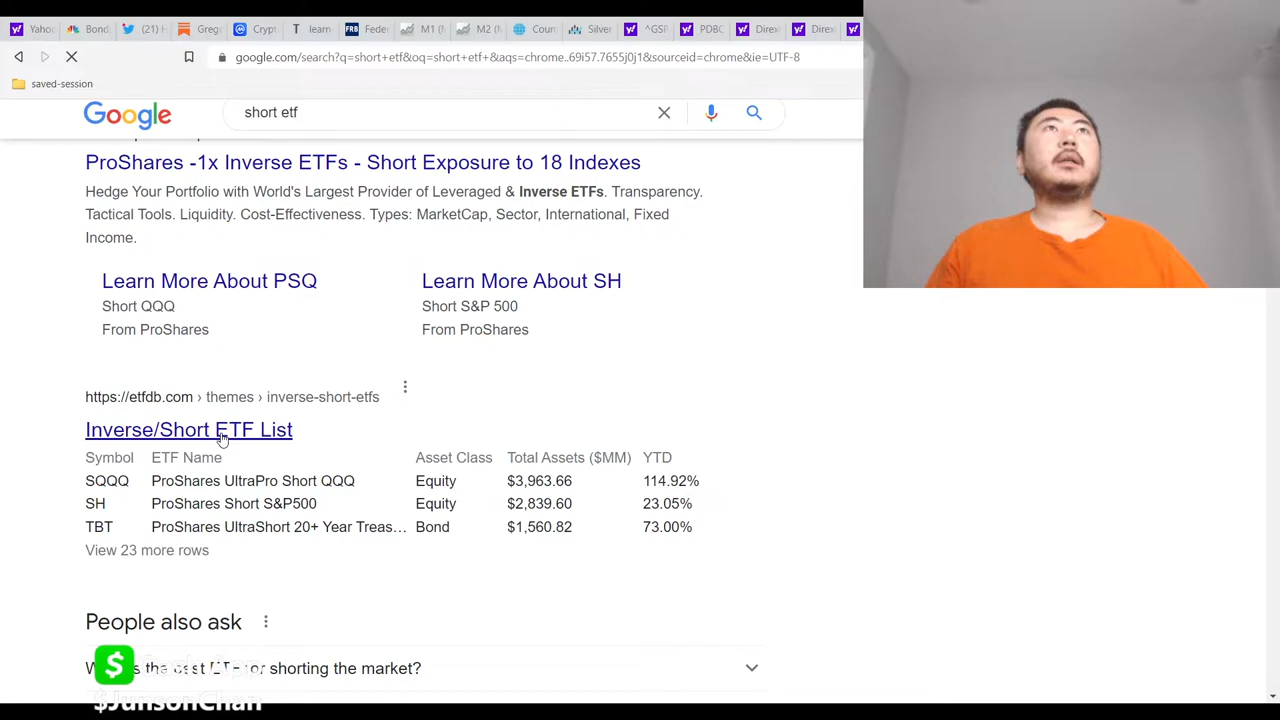 Yahoo
Bond:
(21)
Greg
Crypt
learn
FRB
Feder
M1 (
M2 (
Coun
Silver
^GSP
PDBC
Direx
Direx
google.com/search?q=short+etf&oq=short+etf+&aqs=chrome..69i57.7655j0j1&sourceid=chrome&ie=UTF-8
saved-session
Google
short etf
ProShares -1x Inverse ETFs - Short Exposure to 18 Indexes
Hedge Your Portfolio with World's Largest Provider of Leveraged & Inverse ETFs. Transparency.
Tactical Tools. Liquidity. Cost-Effectiveness. Types: MarketCap, Sector, International, Fixed
Income.
Learn More About PSQ
Short QQQ
From ProShares
Learn More About SH
Short S&P 500
From ProShares
https://etfdb.com › themes › inverse-short-etfs
Inverse/Short ETF List
Symbol ETF Name Asset Class Total Assets ($MM) YTD
SQQQ ProShares UltraPro Short QQQ Equity $3,963.66 114.92%
SH ProShares Short S&P500 Equity $2,839.60 23.05%
TBT ProShares UltraShort 20+ Year Treas... Bond $1,560.82 73.00%
View 23 more rows
People also ask
the best ETF for shorting the market?
$
$JunsonChan